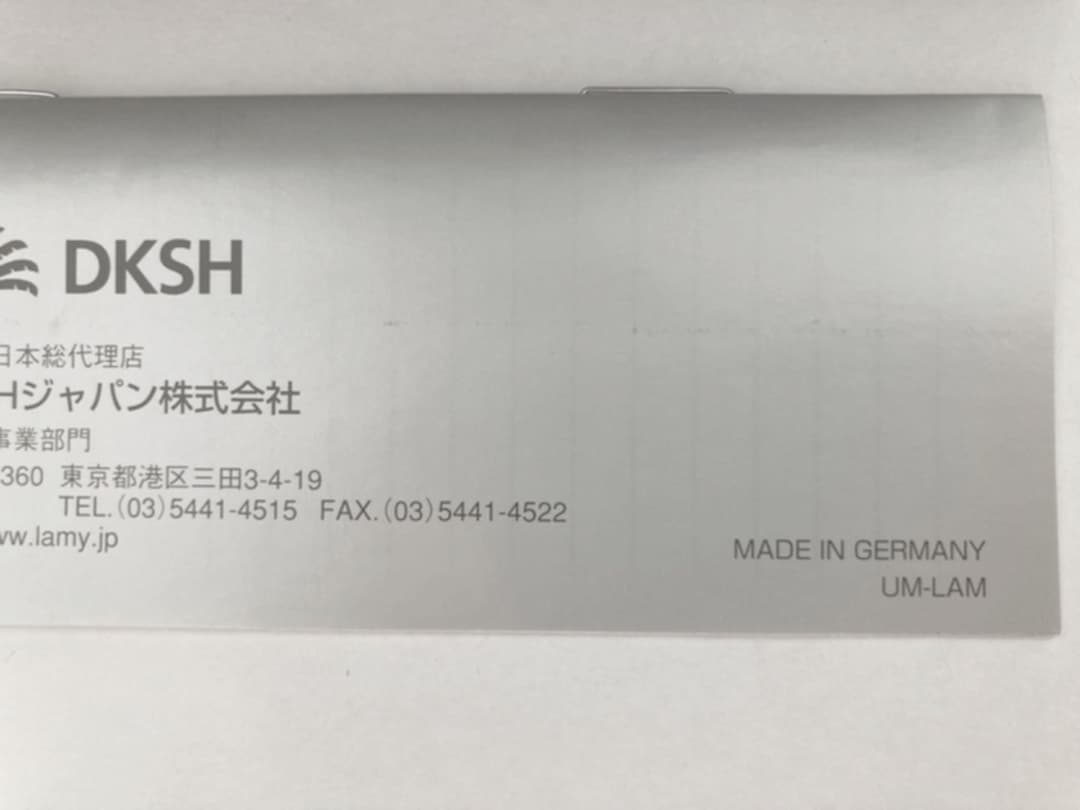 DKSH
日本総代理店
Hジャパン株式会社
事業部門
360 東京都港区三田3-4-19
TEL.(03)5441-4515 FAX.(03)5441-4522
ww.lamy.jp
MADE IN GERMANY
UM-LAM